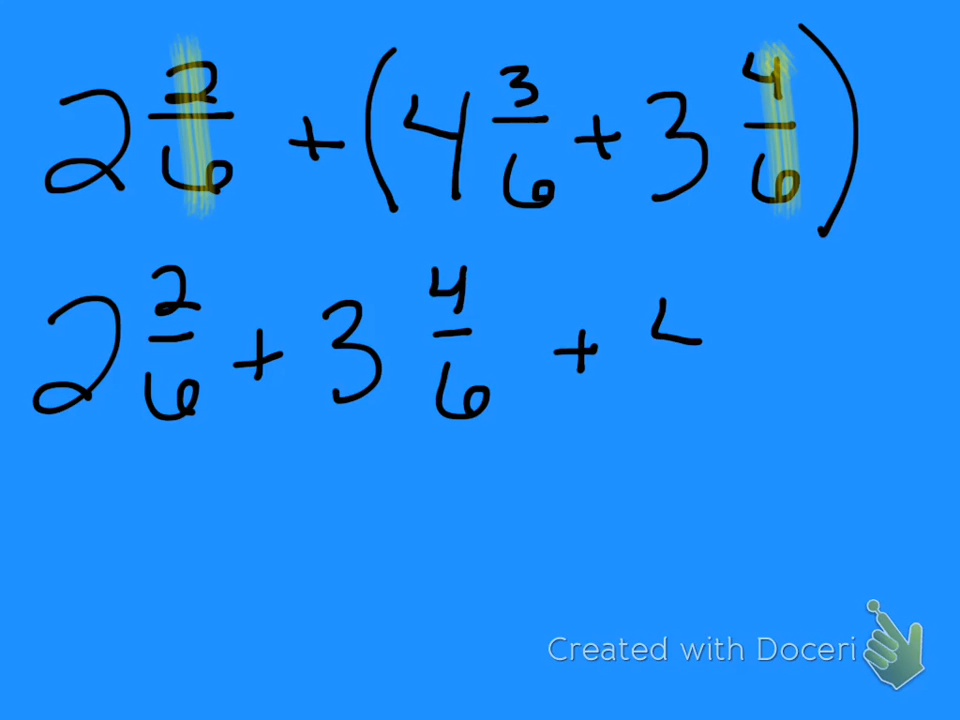 2 2/6 + (4 3/6 + 3 4/6)
2 2/6 + 3 4/6 +
Created with Doceri